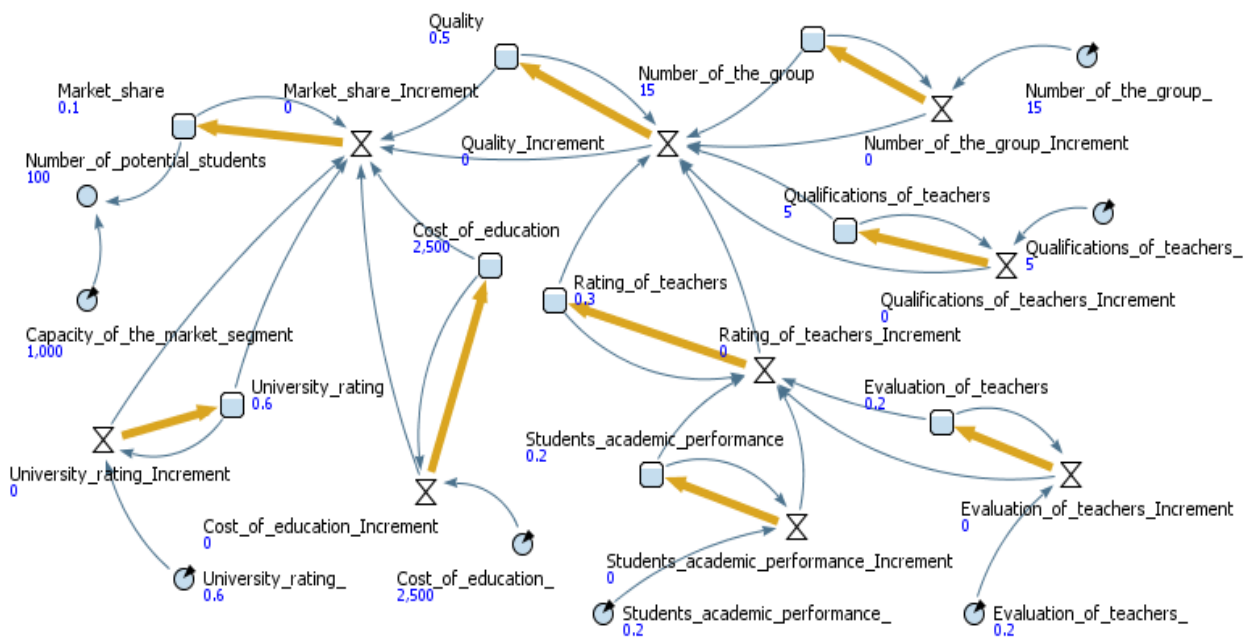 Quality
0.5
Market_share
0.1
Market_share_Increment
0
Number_of_the_group
15
Number_of_the_group_
15
Number_of_potential_students
100
Quality_Increment
0
Number_of_the_group_Increment
0
Qualifications_of_teachers
5
Cost_of_education
2,500
Qualifications_of_teachers_
5
Rating_of_teachers
0.3
Qualifications_of_teachers_Increment
0
Capacity_of_the_market_segment
1,000
Rating_of_teachers_Increment
0
University_rating
0.6
Evaluation_of_teachers
0.2
Students_academic_performance
0.2
University_rating_Increment
0
Cost_of_education_Increment
0
Evaluation_of_teachers_Increment
0
Students_academic_performance_Increment
0
University_rating_
0.6
Cost_of_education_
2,500
Students_academic_performance_
0.2
Evaluation_of_teachers_
0.2